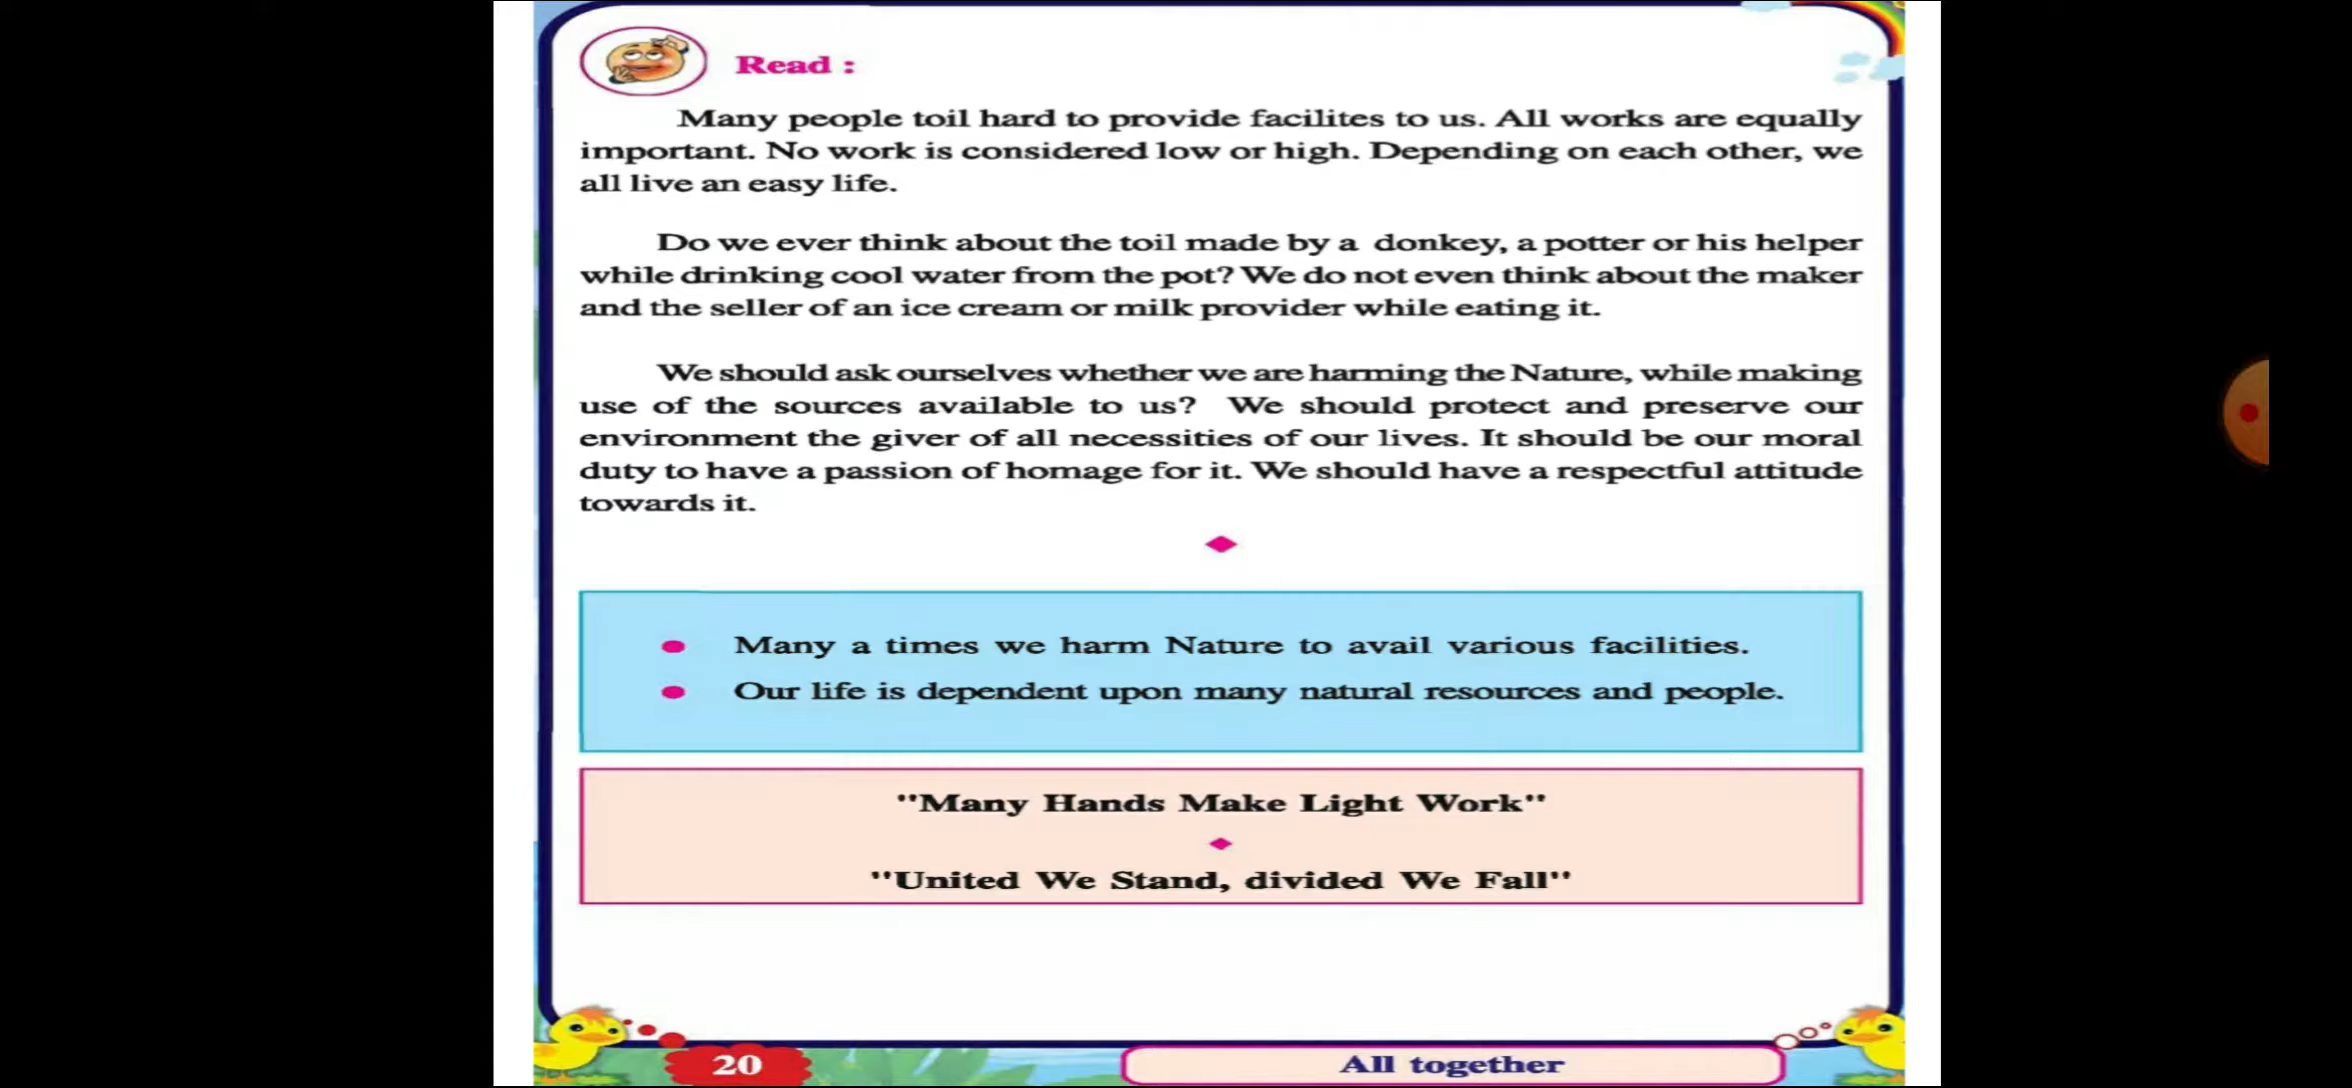 Read :
Many people toil hard to provide facilites to us. All works are equally
important. No work is considered low or high. Depending on each other, we
all live an easy life.
Do we ever think about the toil made by a donkey, a potter or his helper
while drinking cool water from the pot? We do not even think about the maker
and the seller of an ice cream or milk provider while eating it.
We should ask ourselves whether we are harming the Nature, while making
use of the sources available to us? We should protect and preserve our
environment the giver of all necessities of our lives. It should be our moral
duty to have a passion of homage for it. We should have a respectful attitude
towards it.
Many a times we harm Nature to avail various facilities.
Our life is dependent upon many natural resources and people.
"Many Hands Make Light Work"
"United We Stand, divided We Fall"
20
All together